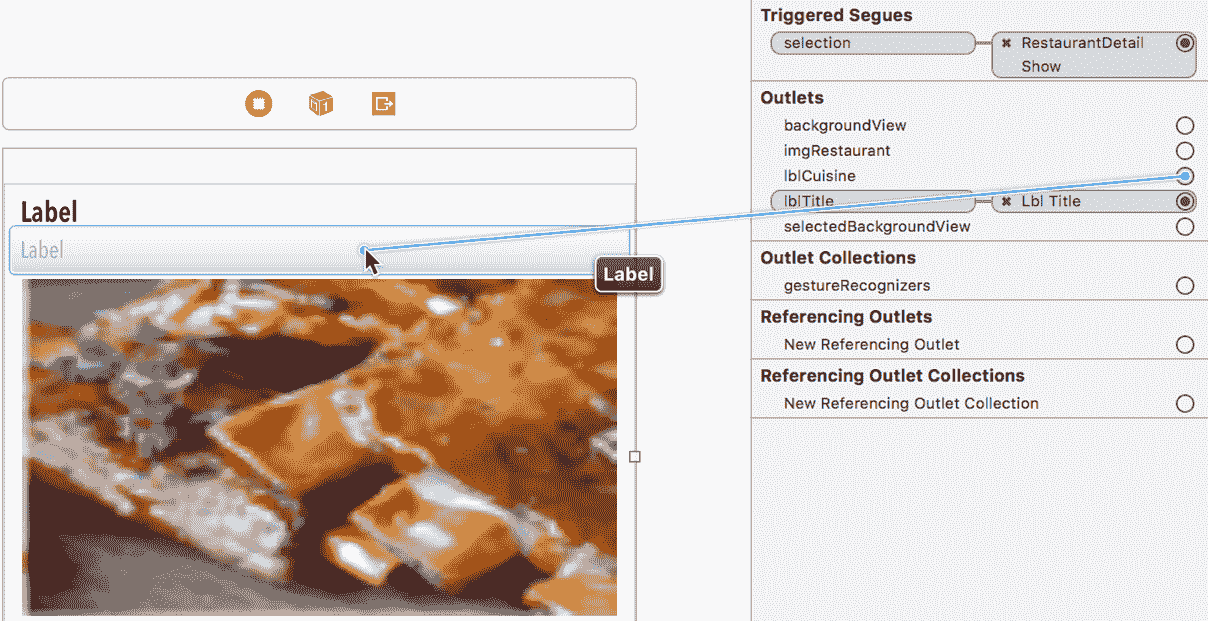 Triggered Segues
selection
RestaurantDetail
Show
Outlets
backgroundView
imgRestaurant
lblCuisine
lblTitle
Lbl Title
selectedBackgroundView
Outlet Collections
gestureRecognizers
Referencing Outlets
New Referencing Outlet
Referencing Outlet Collections
New Referencing Outlet Collection
Label
Label
Label